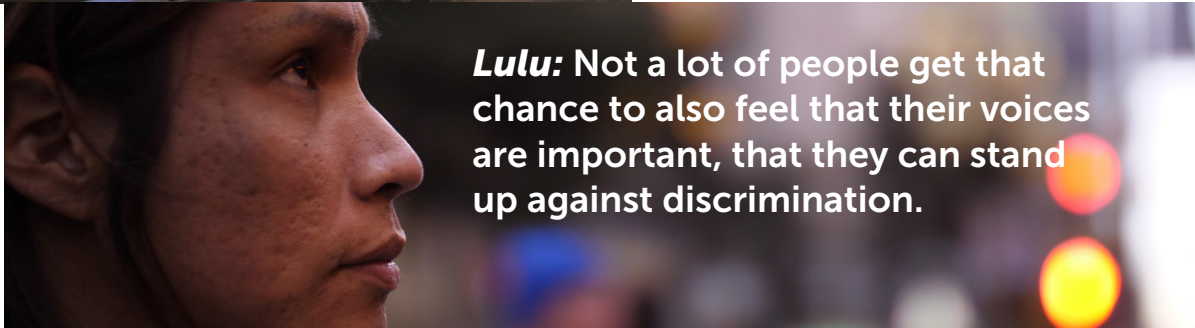 Lulu: Not a lot of people get that
chance to also feel that their voices
are important, that they can stand
up against discrimination.